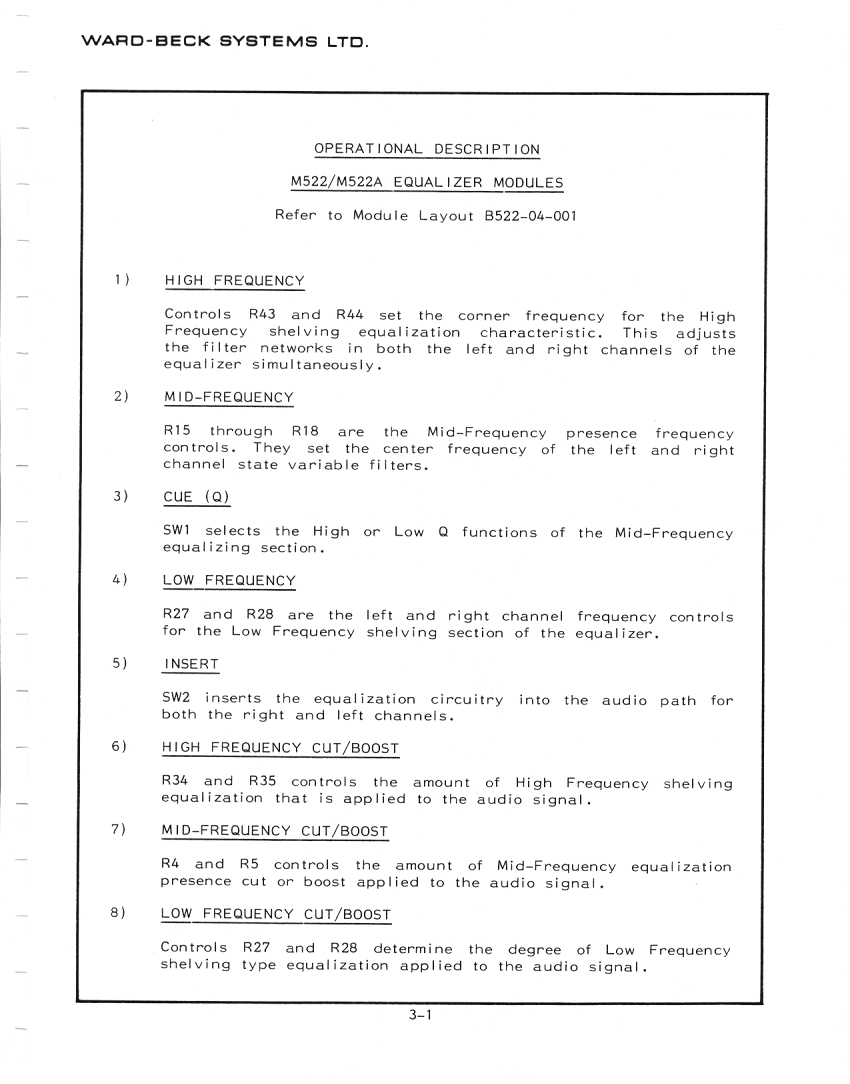 WARD-BECK SYSTEMS LTD.
OPERATIONAL DESCRIPTION
M522/M522A EQUALIZER MODULES
Refer to Module Layout B522-04-001
1) HIGH FREQUENCY
Controls R43 and R44 set the corner frequency for the High
Frequency shelving equalization characteristic. This adjusts
the filter networks in both the left and right channels of the
equalizer simultaneously.
2) MID-FREQUENCY
R15 through R18 are the Mid-Frequency presence frequency
controls. They set the center frequency of the left and right
channel state variable filters.
3) CUE (Q)
SW1 selects the High or Low Q functions of the Mid-Frequency
equalizing section.
4) LOW FREQUENCY
R27 and R28 are the left and right channel frequency controls
for the Low Frequency shelving section of the equalizer.
5) INSERT
SW2 inserts the equalization circuitry into the audio path for
both the right and left channels.
6) HIGH FREQUENCY CUT/BOOST
R34 and R35 controls the amount of High Frequency shelving
equalization that is applied to the audio signal.
7) MID-FREQUENCY CUT/BOOST
R4 and R5 controls the amount of Mid-Frequency equalization
presence cut or boost applied to the audio signal.
8) LOW FREQUENCY CUT/BOOST
Controls R27 and R28 determine the degree of Low Frequency
shelving type equalization applied to the audio signal.
3-1